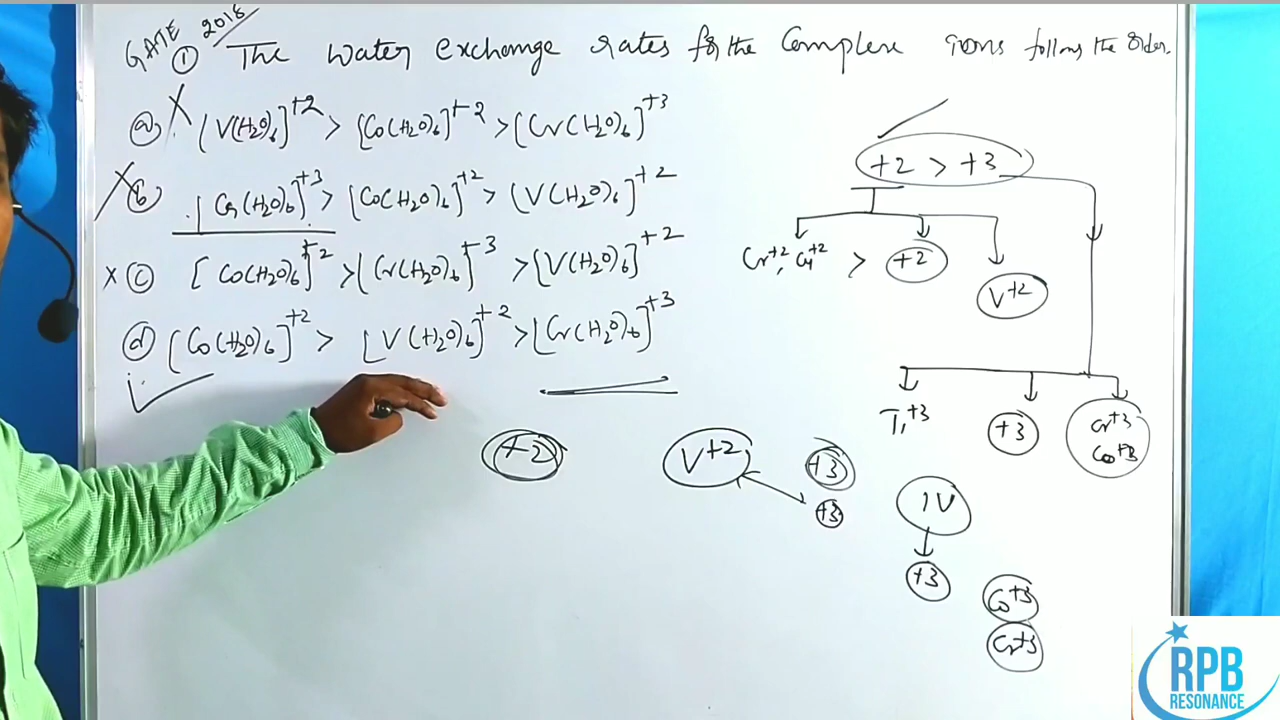 GATE 2018
① The water exchange rates for the Complex ions follows the order.
ⓐ [V(H2O)6]+2 > [Co(H2O)6]+2 > [Cr(H2O)6]+3
ⓑ [Cr(H2O)6]+3 > [Co(H2O)6]+2 > [V(H2O)6]+2
x ⓒ [Co(H2O)6]+2 > [Cr(H2O)6]+3 > [V(H2O)6]+2
ⓓ [Co(H2O)6]+2 > [V(H2O)6]+2 > [Cr(H2O)6]+3
+2 > +3
Cr+2, Cu+2 > +2
V+2
Ti+3 +3 Cr+3
Co+3
+2 V+2 +3
+3
IV
+3
Co+3
Cr+3
RPB
RESONANCE